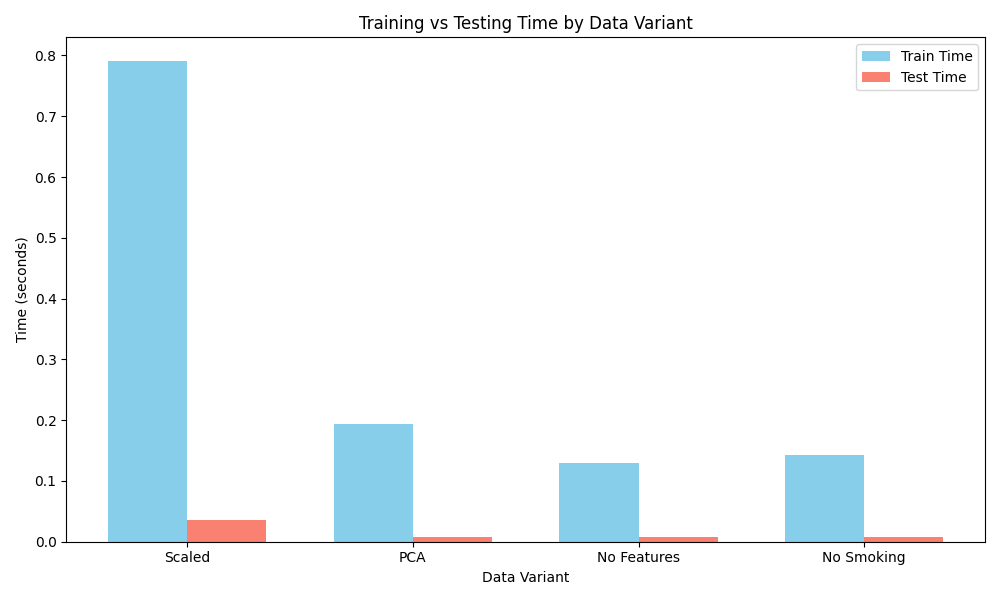 Training vs Testing Time by Data Variant
Train Time
Test Time
0.8
0.7
0.6
0.5
0.4
0.3
0.2
0.1
0.0
Time (seconds)
Scaled PCA No Features No Smoking
Data Variant